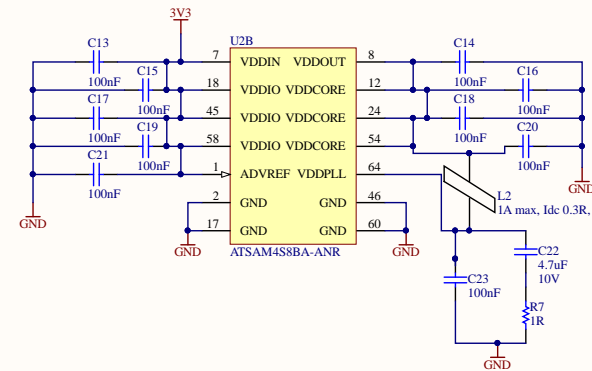 3V3
U2B
C13
100nF
C15
100nF
C17
100nF
C19
100nF
C21
100nF
GND
7 VDDIN VDDOUT 8
18 VDDIO VDDCORE 12
45 VDDIO VDDCORE 24
58 VDDIO VDDCORE 54
1 ADVREF VDDPLL 64
2 GND GND 46
17 GND GND 60
GND
GND
ATSAM4S8BA-ANR
C14
100nF
C16
100nF
C18
100nF
C20
100nF
GND
L2
1A max, Idc 0.3R,
C22
4.7uF
10V
C23
100nF
R7
1R
GND